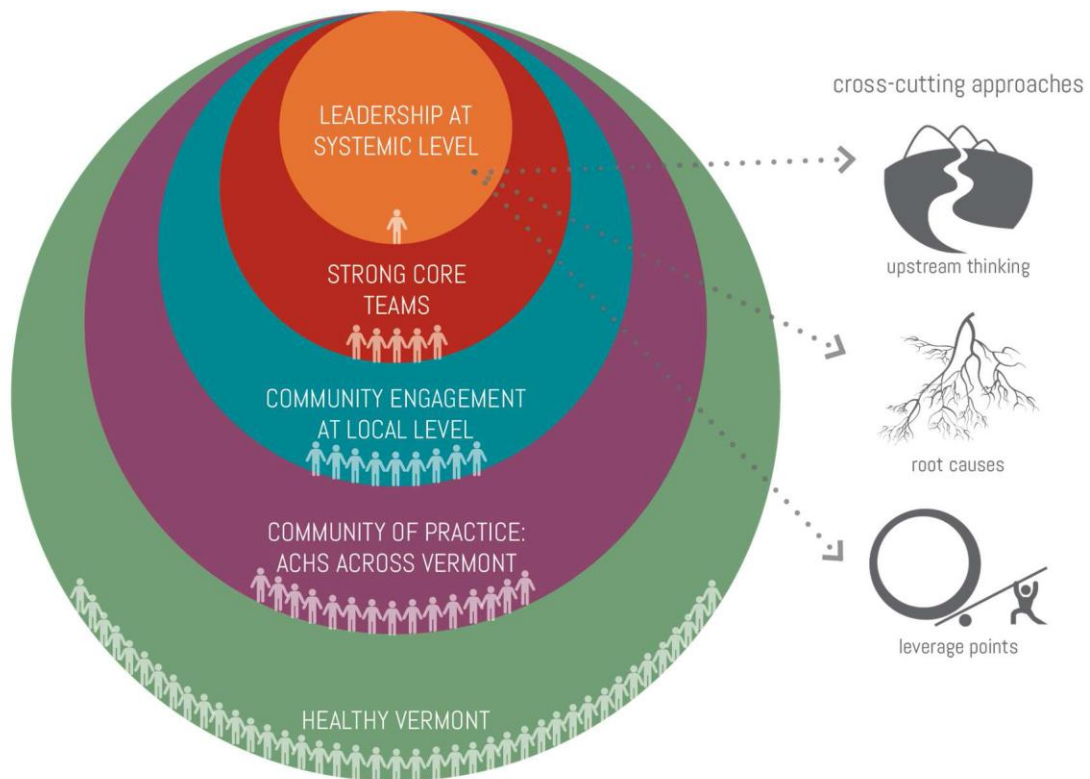 LEADERSHIP AT
SYSTEMIC LEVEL
STRONG CORE
TEAMS
COMMUNITY ENGAGEMENT
AT LOCAL LEVEL
COMMUNITY OF PRACTICE:
ACHS ACROSS VERMONT
HEALTHY VERMONT
cross-cutting approaches
upstream thinking
root causes
leverage points